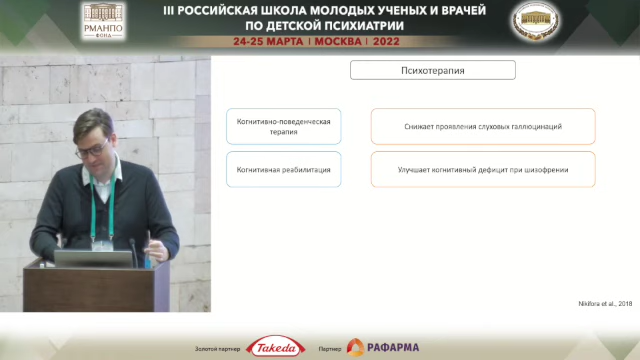 III РОССИЙСКАЯ ШКОЛА МОЛОДЫХ УЧЕНЫХ И ВРАЧЕЙ
ПО ДЕТСКОЙ ПСИХИАТРИИ
24-25 МАРТА | МОСКВА | 2022
РМАНПО
ФОНД
Психотерапия
Когнитивно-поведенческая
терапия
Снижает проявления слуховых галлюцинаций
Когнитивная реабилитация
Улучшает когнитивный дефицит при шизофрении
Nikifora et al., 2018
Золотой партнер
Takeda
Партнер
РАФАРМА